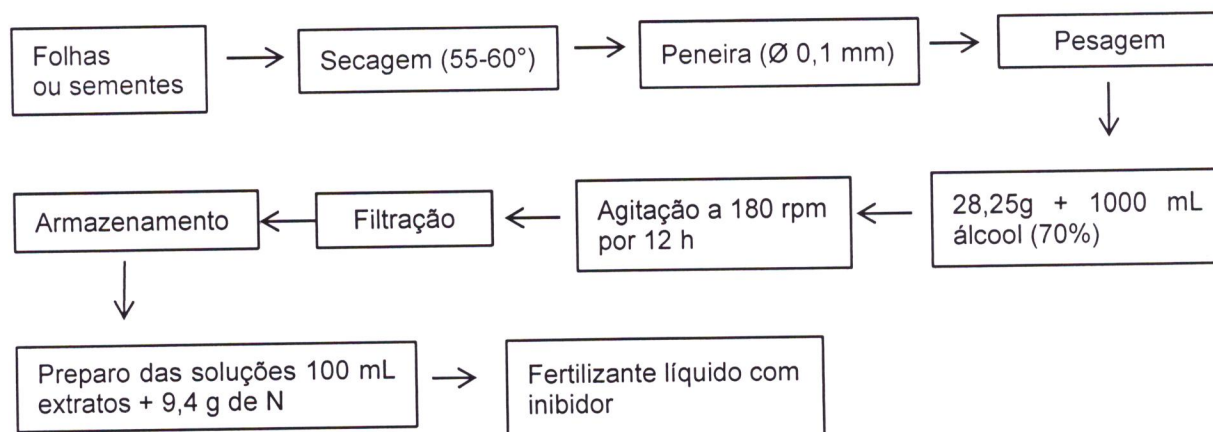 Folhas
ou sementes
Secagem (55-60°)
Peneira (Ø 0,1 mm)
Pesagem
28,25g + 1000 mL
álcool (70%)
Agitação a 180 rpm
por 12 h
Filtração
Armazenamento
Preparo das soluções 100 mL
extratos + 9,4 g de N
Fertilizante líquido com
inibidor